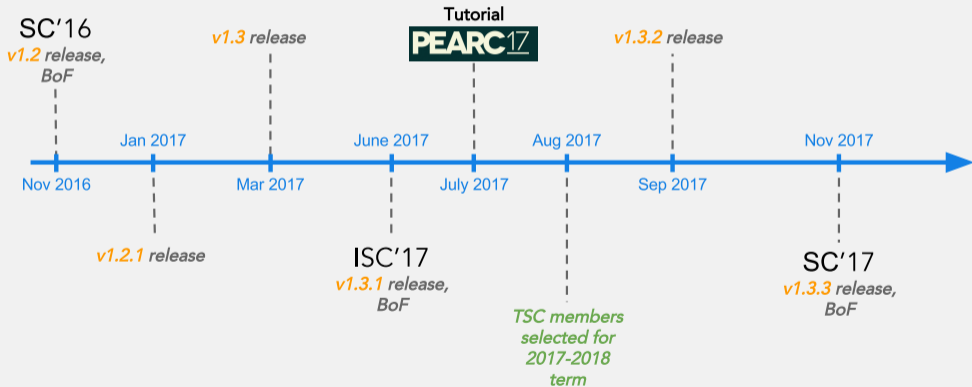 SC'16
v1.2 release,
BoF
v1.3 release
Tutorial
PEARC17
v1.3.2 release
Jan 2017
June 2017
Aug 2017
Nov 2017
Nov 2016
Mar 2017
July 2017
Sep 2017
v1.2.1 release
ISC'17
v1.3.1 release,
BoF
TSC members
selected for
2017-2018
term
SC'17
v1.3.3 release,
BoF